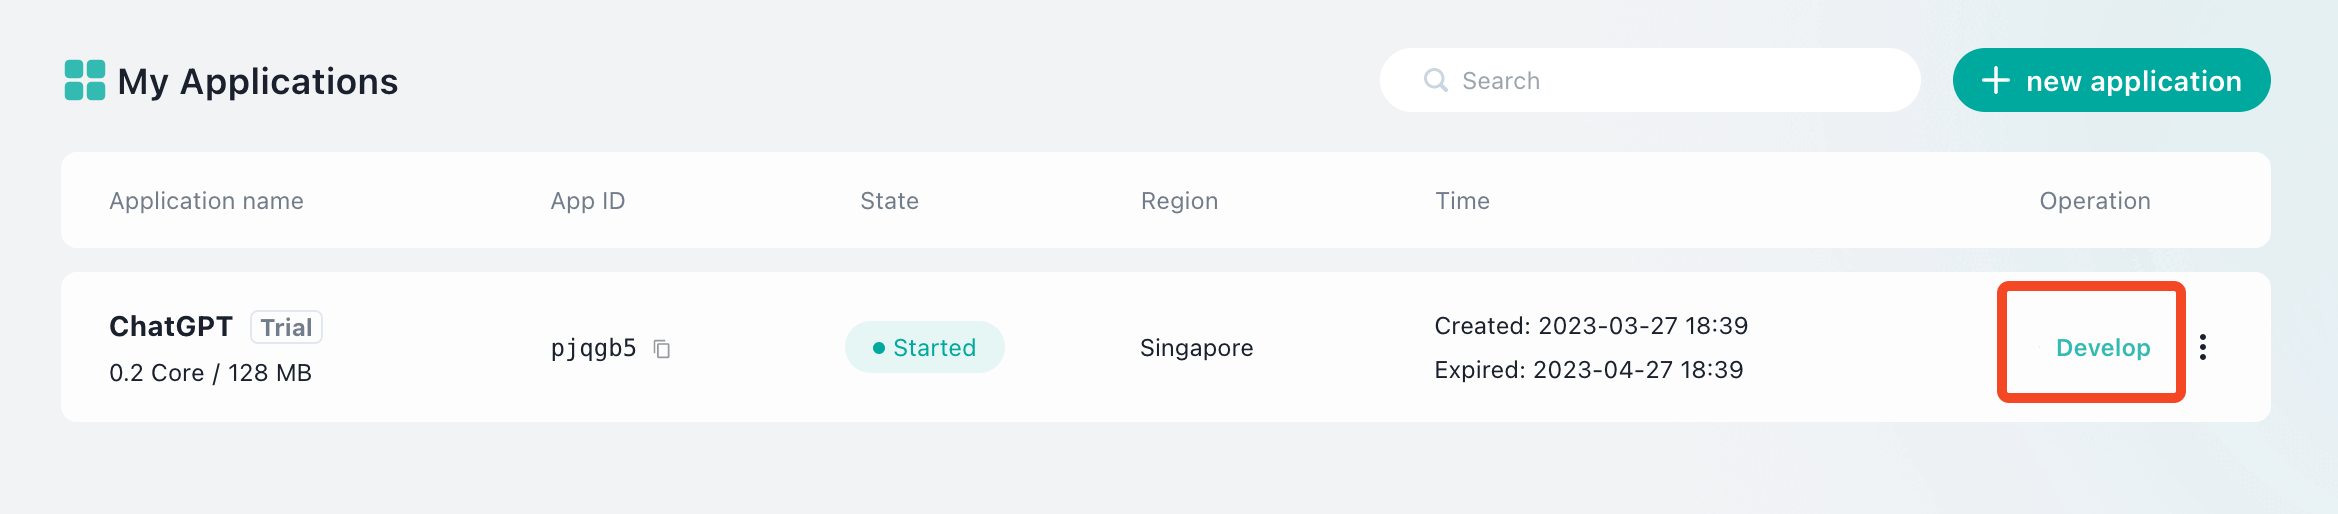 My Applications
Search
new application
Application name App ID State Region Time Operation
ChatGPT Trial
0.2 Core / 128 MB
pjqgb5
Started
Singapore
Created: 2023-03-27 18:39
Expired: 2023-04-27 18:39
Develop